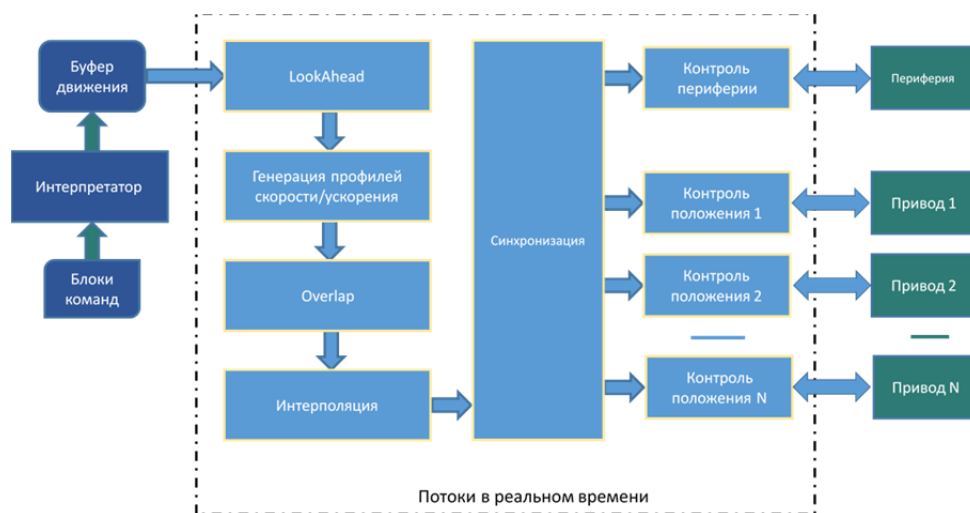 Буфер
движения
Интерпретатор
Блоки
команд
LookAhead
Генерация профилей
скорости/ускорения
Overlap
Интерполяция
Синхронизация
Контроль
периферии
Контроль
положения 1
Контроль
положения 2
Контроль
положения N
Периферия
Привод 1
Привод 2
Привод N
Потоки в реальном времени